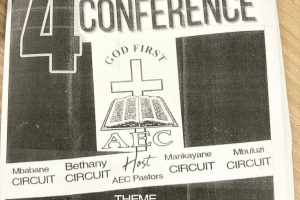 4 CONFERENCE
GOD FIRST
AEC
Mbabane CIRCUIT
Bethany CIRCUIT
Host AEC Pastors
Mankayane CIRCUIT
Mbuluzi CIRCUIT
THEME